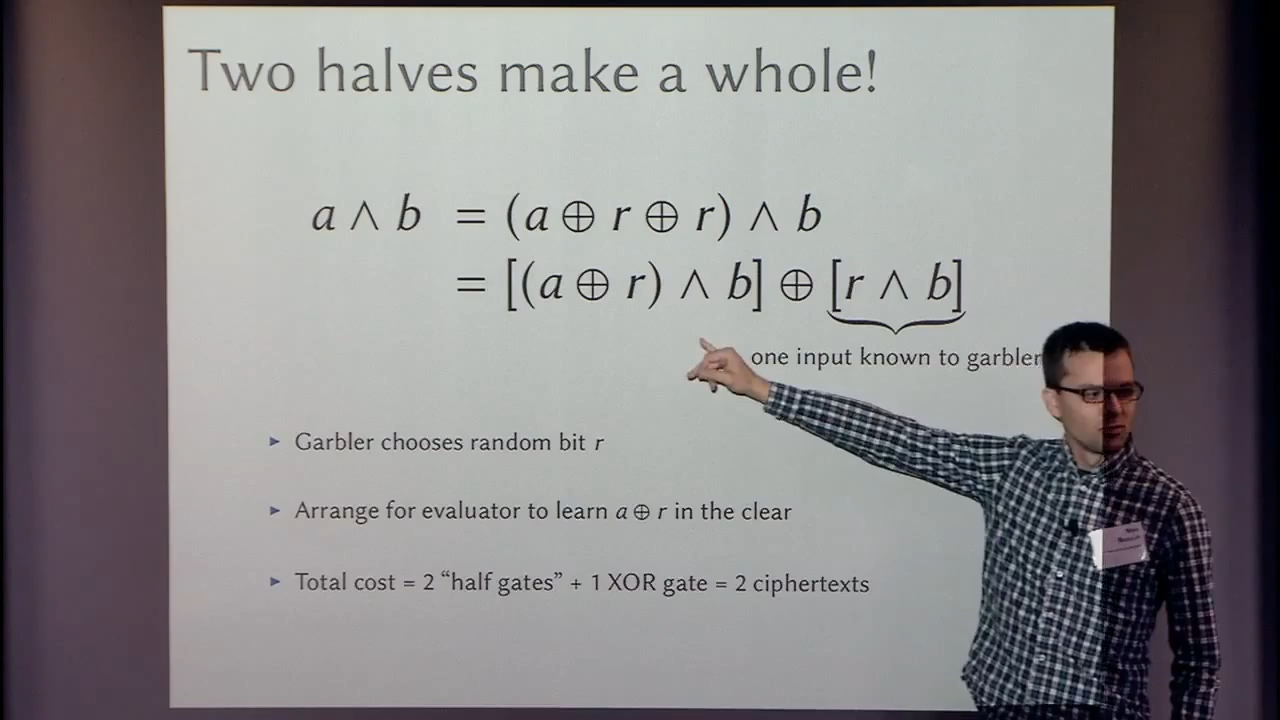 Two halves make a whole!
a ∧ b = (a ⊕ r ⊕ r) ∧ b
= [(a ⊕ r) ∧ b] ⊕ [r ∧ b]
one input known to garbler
▸ Garbler chooses random bit r
▸ Arrange for evaluator to learn a ⊕ r in the clear
▸ Total cost = 2 “half gates” + 1 XOR gate = 2 ciphertexts